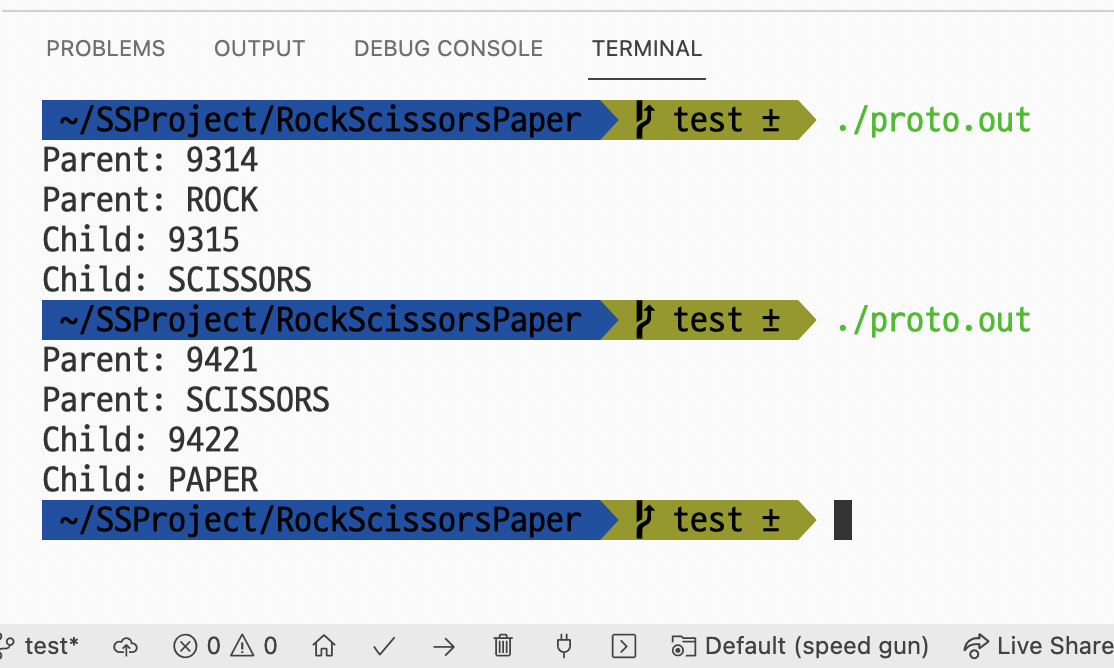 PROBLEMS OUTPUT DEBUG CONSOLE TERMINAL
~/SSProject/RockScissorsPaper test ± ./proto.out
Parent: 9314
Parent: ROCK
Child: 9315
Child: SCISSORS
~/SSProject/RockScissorsPaper test ± ./proto.out
Parent: 9421
Parent: SCISSORS
Child: 9422
Child: PAPER
~/SSProject/RockScissorsPaper test ±
test* 0 0 Default (speed gun) Live Share